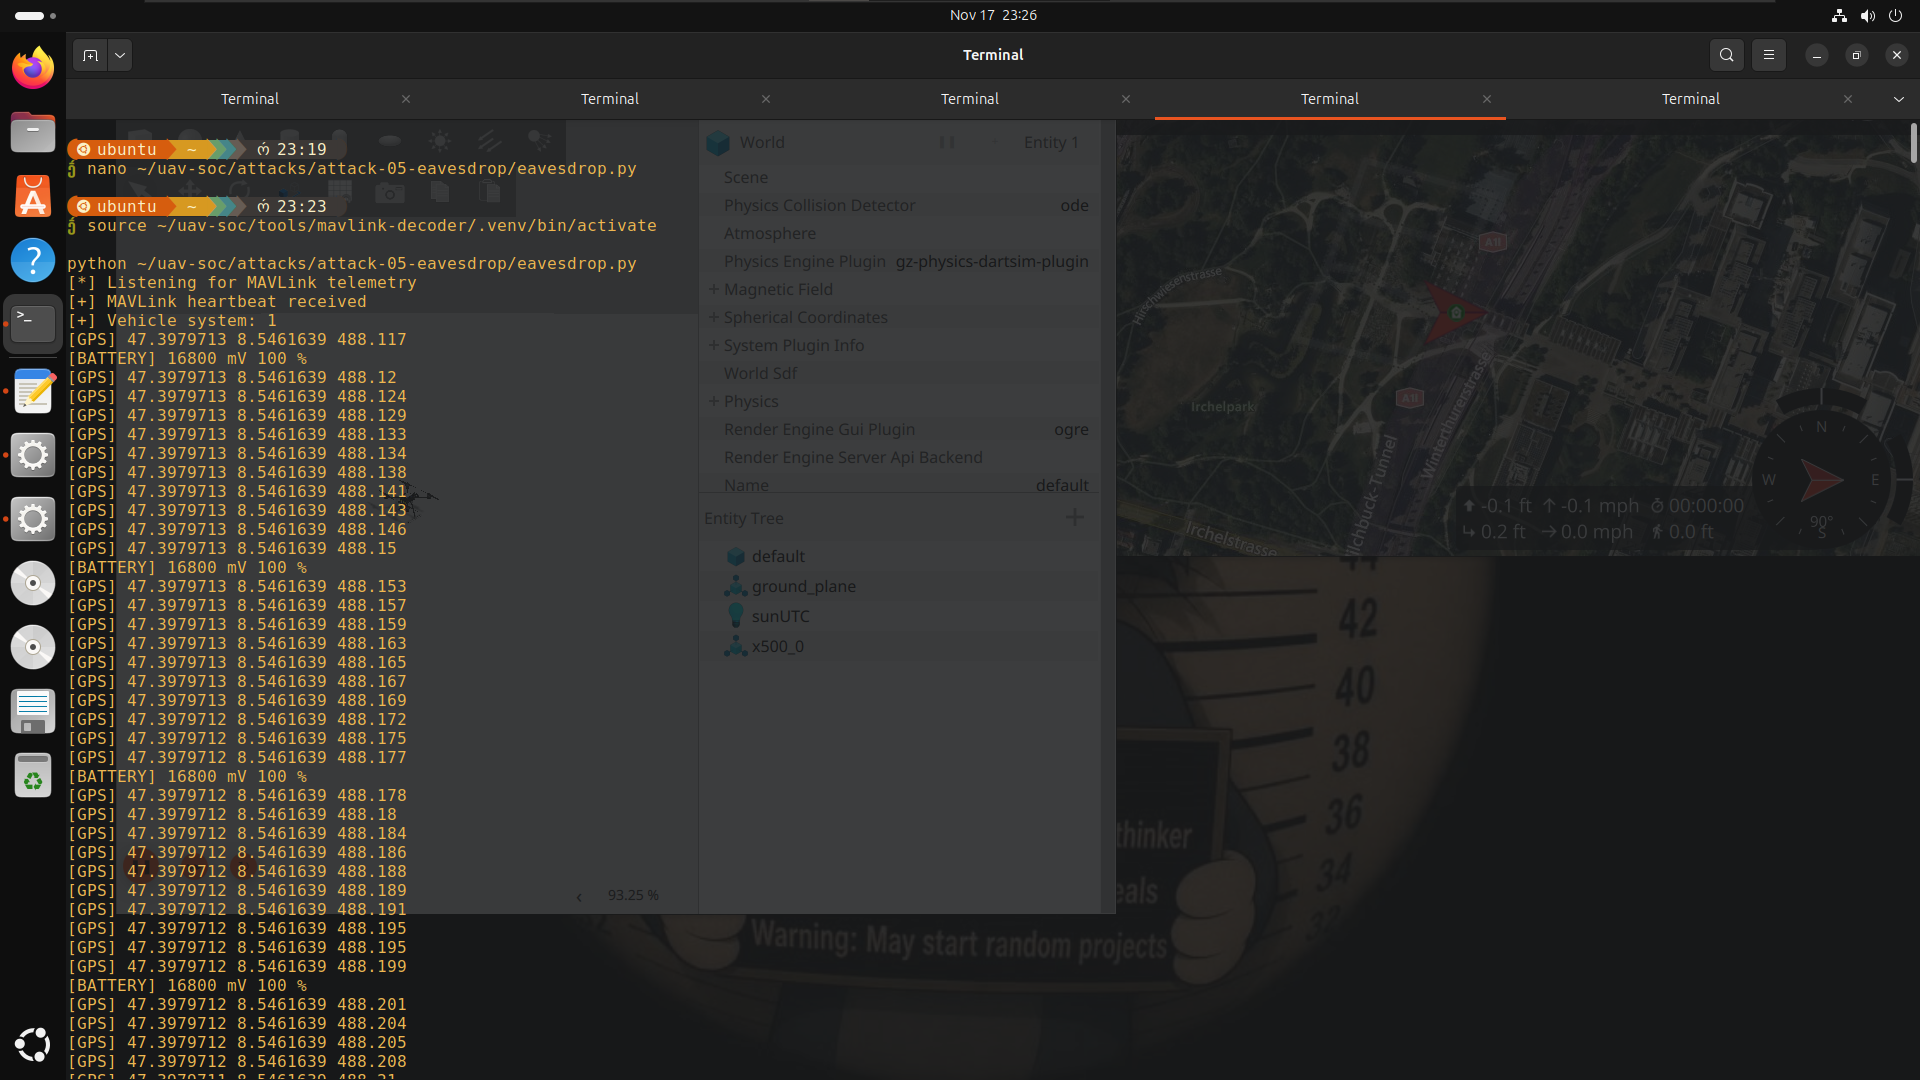 Nov 17 23:26
Terminal
Terminal
Terminal
Terminal
Terminal
Terminal
ubuntu ~ 23:19
nano ~/uav-soc/attacks/attack-05-eavesdrop/eavesdrop.py
ubuntu ~ 23:23
source ~/uav-soc/tools/mavlink-decoder/.venv/bin/activate
python ~/uav-soc/attacks/attack-05-eavesdrop/eavesdrop.py
[*] Listening for MAVLink telemetry
[+] MAVLink heartbeat received
[+] Vehicle system: 1
[GPS] 47.3979713 8.5461639 488.117
[BATTERY] 16800 mV 100 %
[GPS] 47.3979713 8.5461639 488.12
[GPS] 47.3979713 8.5461639 488.124
[GPS] 47.3979713 8.5461639 488.129
[GPS] 47.3979713 8.5461639 488.133
[GPS] 47.3979713 8.5461639 488.134
[GPS] 47.3979713 8.5461639 488.138
[GPS] 47.3979713 8.5461639 488.141
[GPS] 47.3979713 8.5461639 488.143
[GPS] 47.3979713 8.5461639 488.146
[GPS] 47.3979713 8.5461639 488.15
[BATTERY] 16800 mV 100 %
[GPS] 47.3979713 8.5461639 488.153
[GPS] 47.3979713 8.5461639 488.157
[GPS] 47.3979713 8.5461639 488.159
[GPS] 47.3979713 8.5461639 488.163
[GPS] 47.3979713 8.5461639 488.165
[GPS] 47.3979713 8.5461639 488.167
[GPS] 47.3979713 8.5461639 488.169
[GPS] 47.3979712 8.5461639 488.172
[GPS] 47.3979712 8.5461639 488.175
[GPS] 47.3979712 8.5461639 488.177
[BATTERY] 16800 mV 100 %
[GPS] 47.3979712 8.5461639 488.178
[GPS] 47.3979712 8.5461639 488.18
[GPS] 47.3979712 8.5461639 488.184
[GPS] 47.3979712 8.5461639 488.186
[GPS] 47.3979712 8.5461639 488.188
[GPS] 47.3979712 8.5461639 488.189
[GPS] 47.3979712 8.5461639 488.191
[GPS] 47.3979712 8.5461639 488.195
[GPS] 47.3979712 8.5461639 488.195
[GPS] 47.3979712 8.5461639 488.199
[BATTERY] 16800 mV 100 %
[GPS] 47.3979712 8.5461639 488.201
[GPS] 47.3979712 8.5461639 488.204
[GPS] 47.3979712 8.5461639 488.205
[GPS] 47.3979712 8.5461639 488.208
[GPS] 47.3979711 8.5461639 488.21
93.25 %
World Entity 1
Scene
Physics Collision Detector ode
Atmosphere
Physics Engine Plugin gz-physics-dartsim-plugin
+ Magnetic Field
+ Spherical Coordinates
+ System Plugin Info
World Sdf
+ Physics
Render Engine Gui Plugin ogre
Render Engine Server Api Backend
Name default
Entity Tree
default
ground_plane
sunUTC
x500_0
A11
Hirschwiesenstrasse
A11
Irchelpark
Winterthurerstrasse
Milchbuck-Tunnel
Irchelstrasse
N
W E
S
90°
-0.1 ft -0.1 mph 00:00:00
0.2 ft 0.0 mph 0.0 ft
44
42
40
38
36
34
thinker
eals
Warning: May start random projects